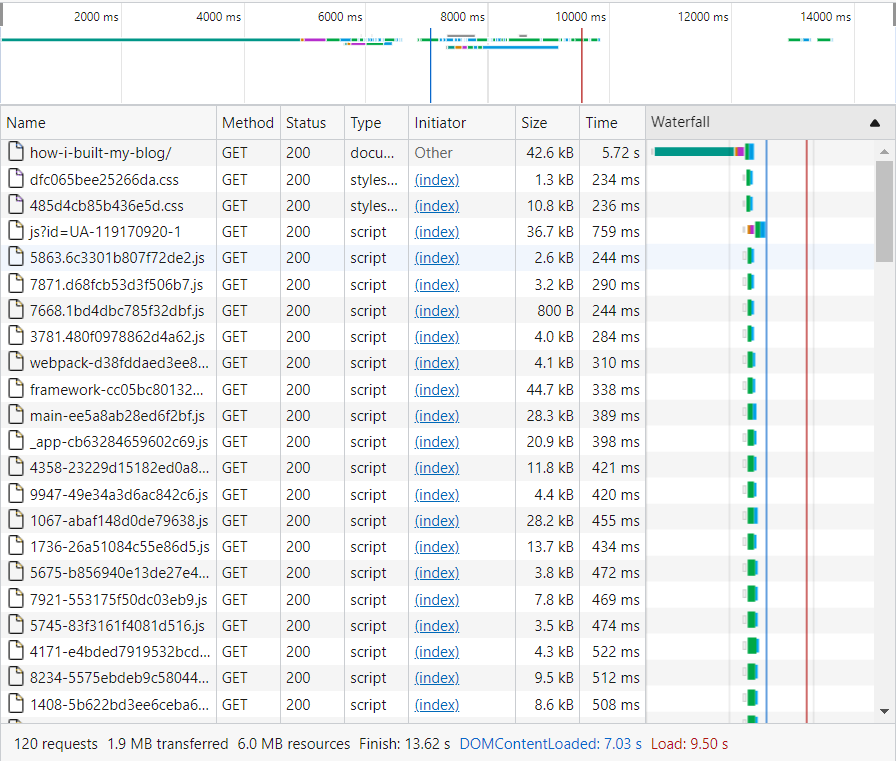 2000 ms 4000 ms 6000 ms 8000 ms 10000 ms 12000 ms 14000 ms
Name Method Status Type Initiator Size Time Waterfall
how-i-built-my-blog/ GET 200 docu... Other 42.6 kB 5.72 s
dfc065bee25266da.css GET 200 styles... (index) 1.3 kB 234 ms
485d4cb85b436e5d.css GET 200 styles... (index) 10.8 kB 236 ms
js?id=UA-119170920-1 GET 200 script (index) 36.7 kB 759 ms
5863.6c3301b807f72de2.js GET 200 script (index) 2.6 kB 244 ms
7871.d68fcb53d3f506b7.js GET 200 script (index) 3.2 kB 290 ms
7668.1bd4dbc785f32dbf.js GET 200 script (index) 800 B 244 ms
3781.480f0978862d4a62.js GET 200 script (index) 4.0 kB 284 ms
webpack-d38fddaed3ee8... GET 200 script (index) 4.1 kB 310 ms
framework-cc05bc80132... GET 200 script (index) 44.7 kB 338 ms
main-ee5a8ab28ed6f2bf.js GET 200 script (index) 28.3 kB 389 ms
_app-cb63284659602c69.js GET 200 script (index) 20.9 kB 398 ms
4358-23229d15182ed0a8... GET 200 script (index) 11.8 kB 421 ms
9947-49e34a3d6ac842c6.js GET 200 script (index) 4.4 kB 420 ms
1067-abaf148d0de79638.js GET 200 script (index) 28.2 kB 455 ms
1736-26a51084c55e86d5.js GET 200 script (index) 13.7 kB 434 ms
5675-b856940e13de27e4... GET 200 script (index) 3.8 kB 472 ms
7921-553175f50dc03eb9.js GET 200 script (index) 7.8 kB 469 ms
5745-83f3161f4081d516.js GET 200 script (index) 3.5 kB 474 ms
4171-e4bded7919532bcd... GET 200 script (index) 4.3 kB 522 ms
8234-5575ebdeb9c58044... GET 200 script (index) 9.5 kB 512 ms
1408-5b622bd3ee6ceba6... GET 200 script (index) 8.6 kB 508 ms
120 requests 1.9 MB transferred 6.0 MB resources Finish: 13.62 s DOMContentLoaded: 7.03 s Load: 9.50 s